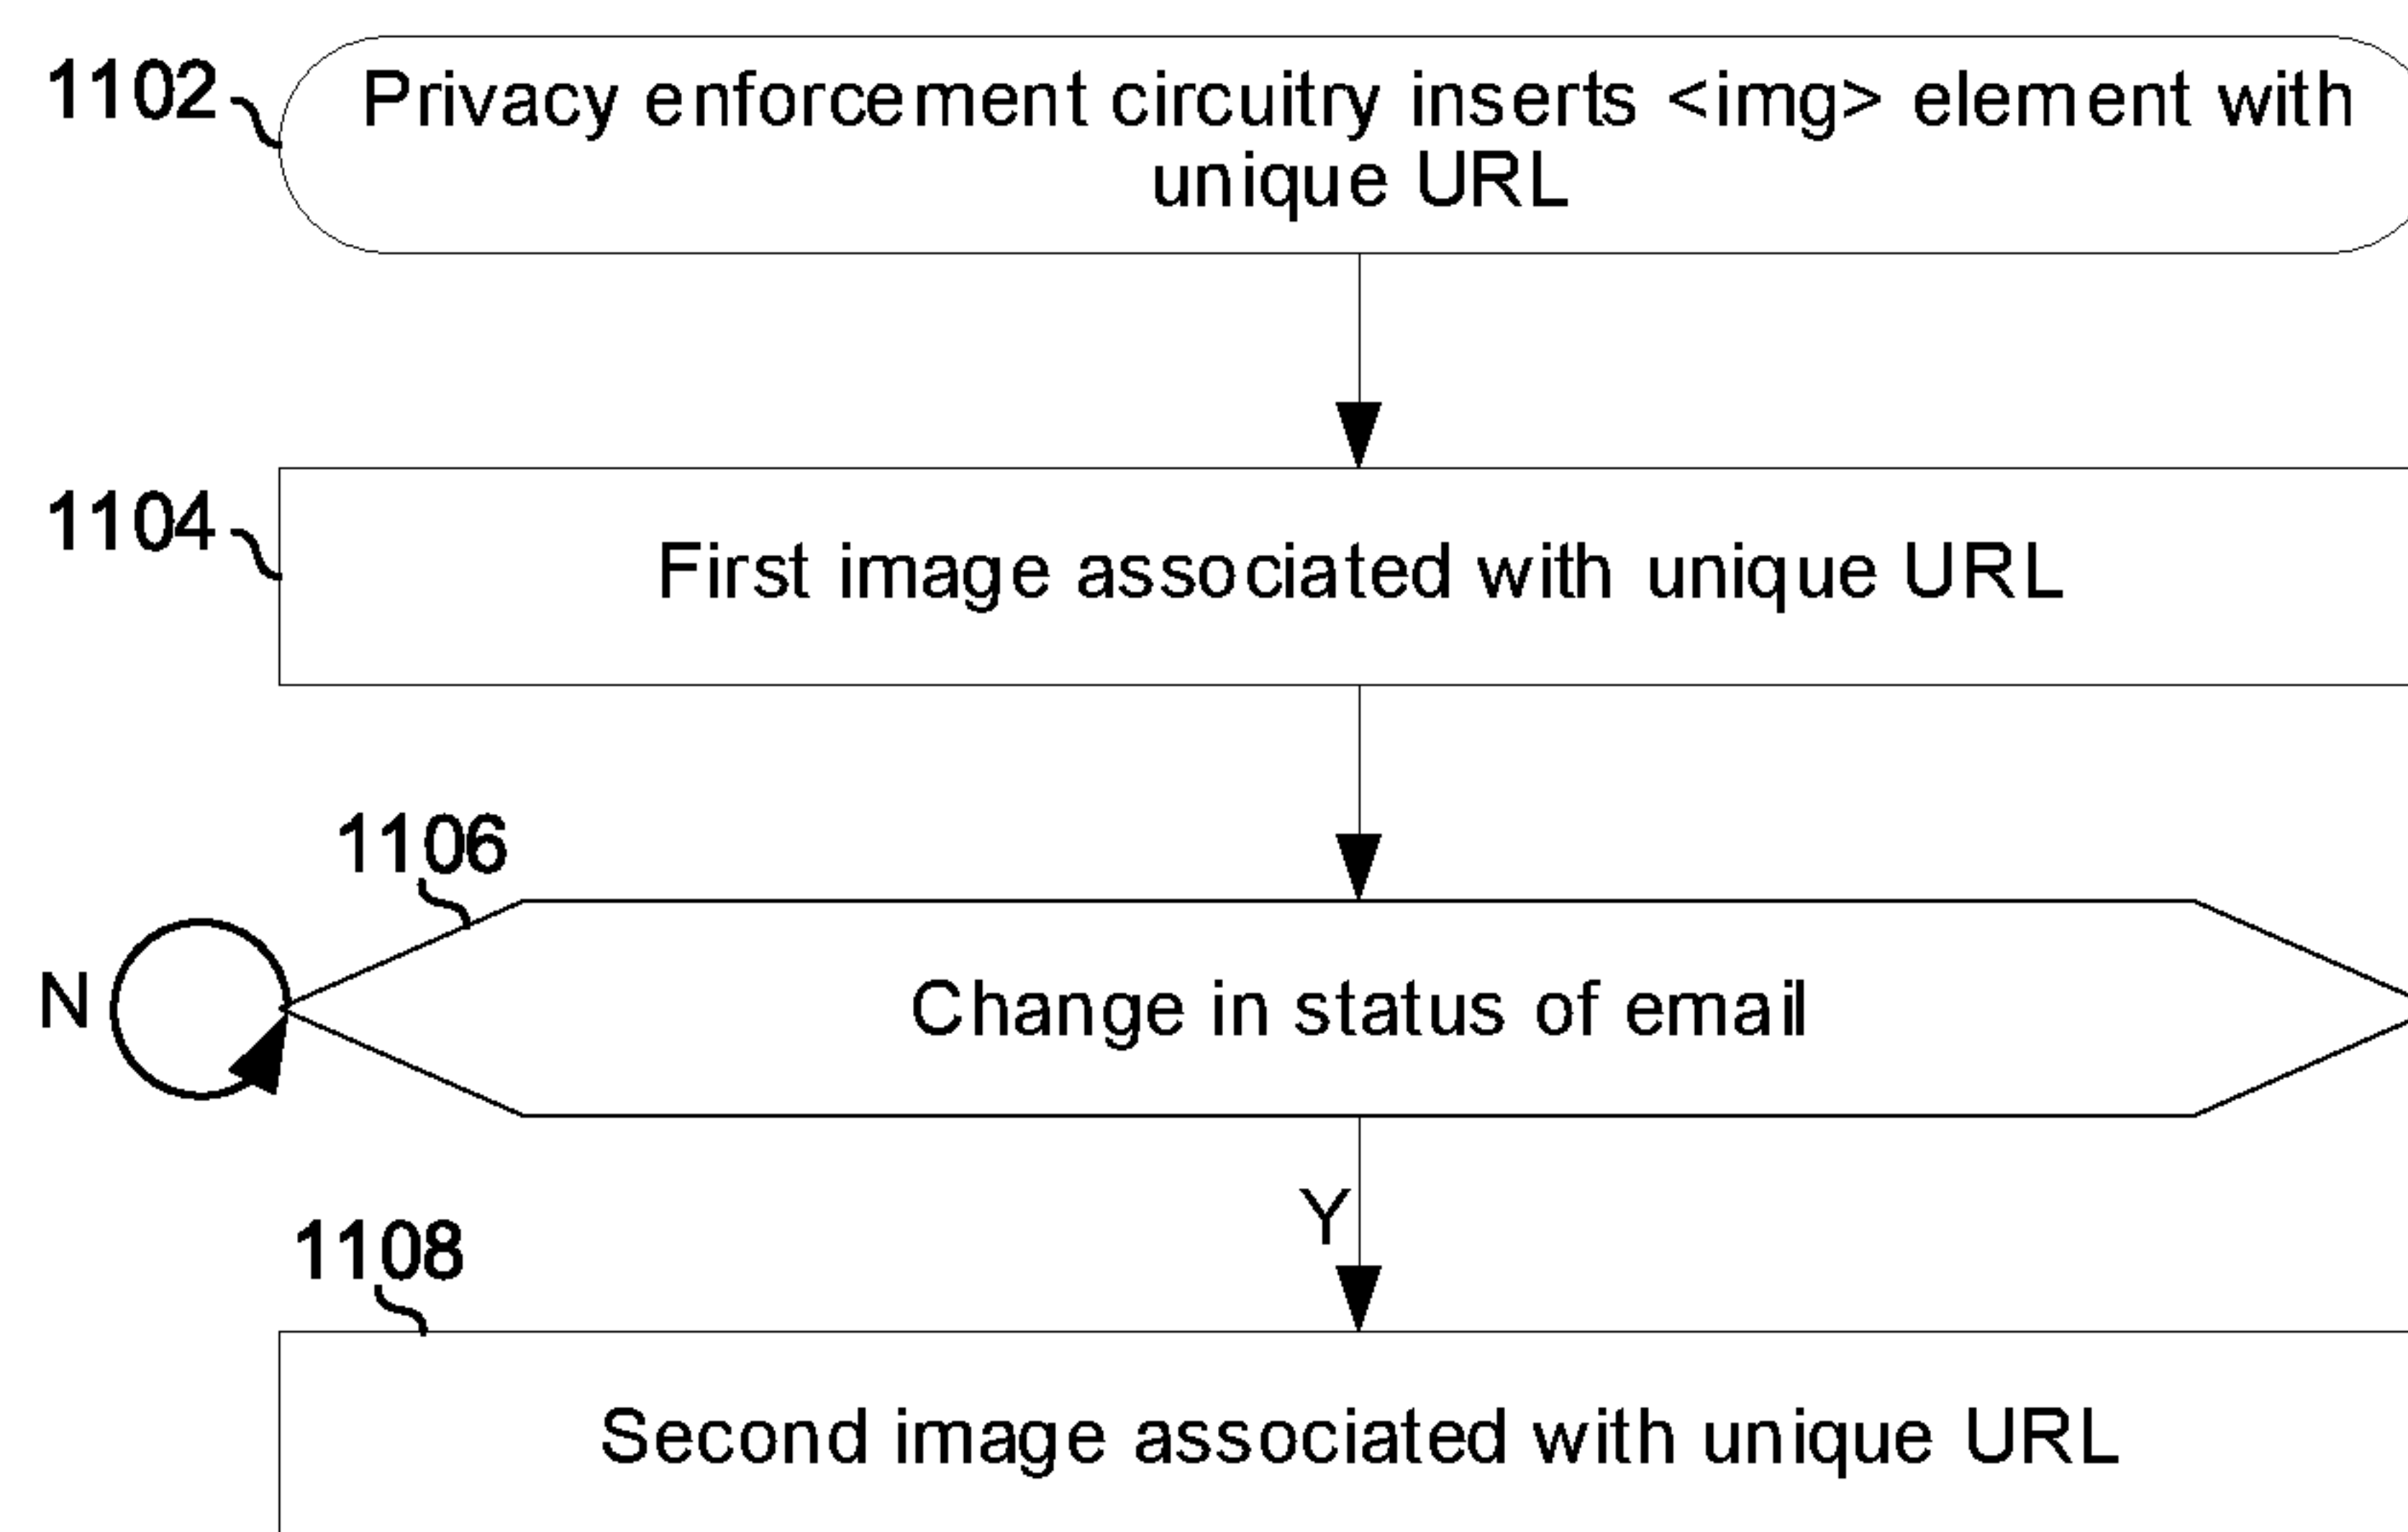 1102
Privacy enforcement circuitry inserts <img> element with
unique URL
1104
First image associated with unique URL
1106
N
Change in status of email
Y
1108
Second image associated with unique URL